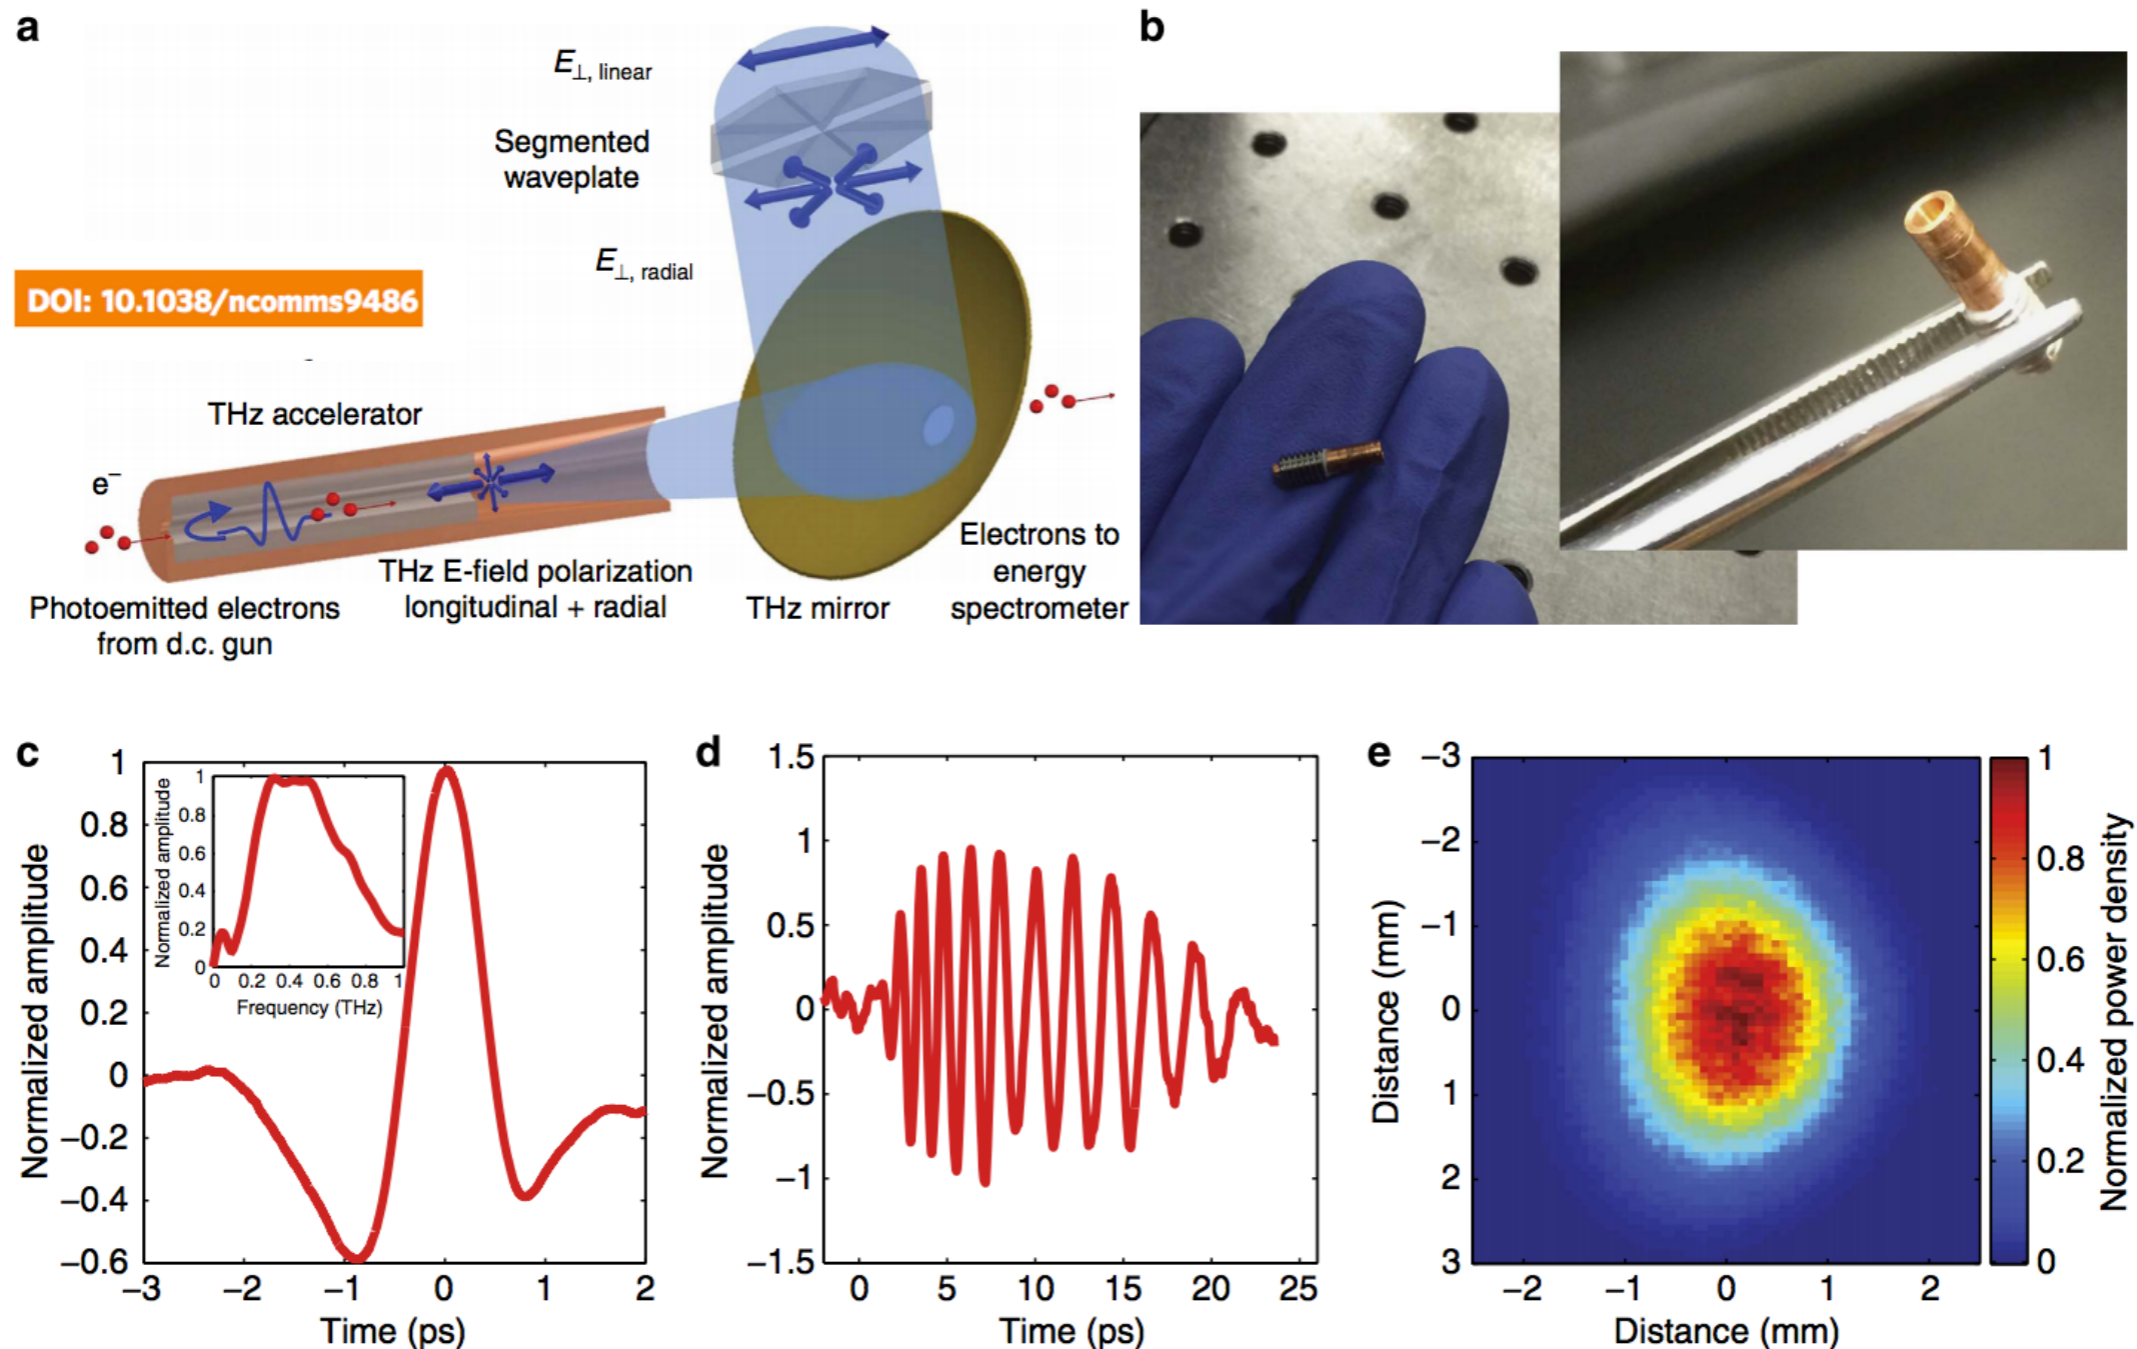 a
E⊥, linear
Segmented
waveplate
E⊥, radial
DOI: 10.1038/ncomms9486
THz accelerator
e–
THz E-field polarization
longitudinal + radial
Photoemitted electrons
from d.c. gun
THz mirror
Electrons to
energy
spectrometer
b
c
Normalized amplitude
1
0.8
0.6
0.4
0.2
0
−0.2
−0.4
−0.6
−3 −2 −1 0 1 2
Time (ps)
Normalized amplitude
1
0.8
0.6
0.4
0.2
0
0 0.2 0.4 0.6 0.8 1
Frequency (THz)
d
Normalized amplitude
1.5
1
0.5
0
−0.5
−1
−1.5
0 5 10 15 20 25
Time (ps)
e
Distance (mm)
−3
−2
−1
0
1
2
3
−2 −1 0 1 2
Distance (mm)
1
0.8
0.6
0.4
0.2
0
Normalized power density